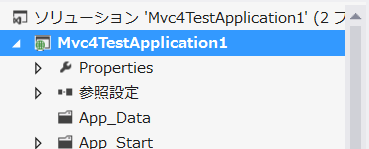 ソリューション 'Mvc4TestApplication1' (2 プ
Mvc4TestApplication1
Properties
参照設定
App_Data
App_Start